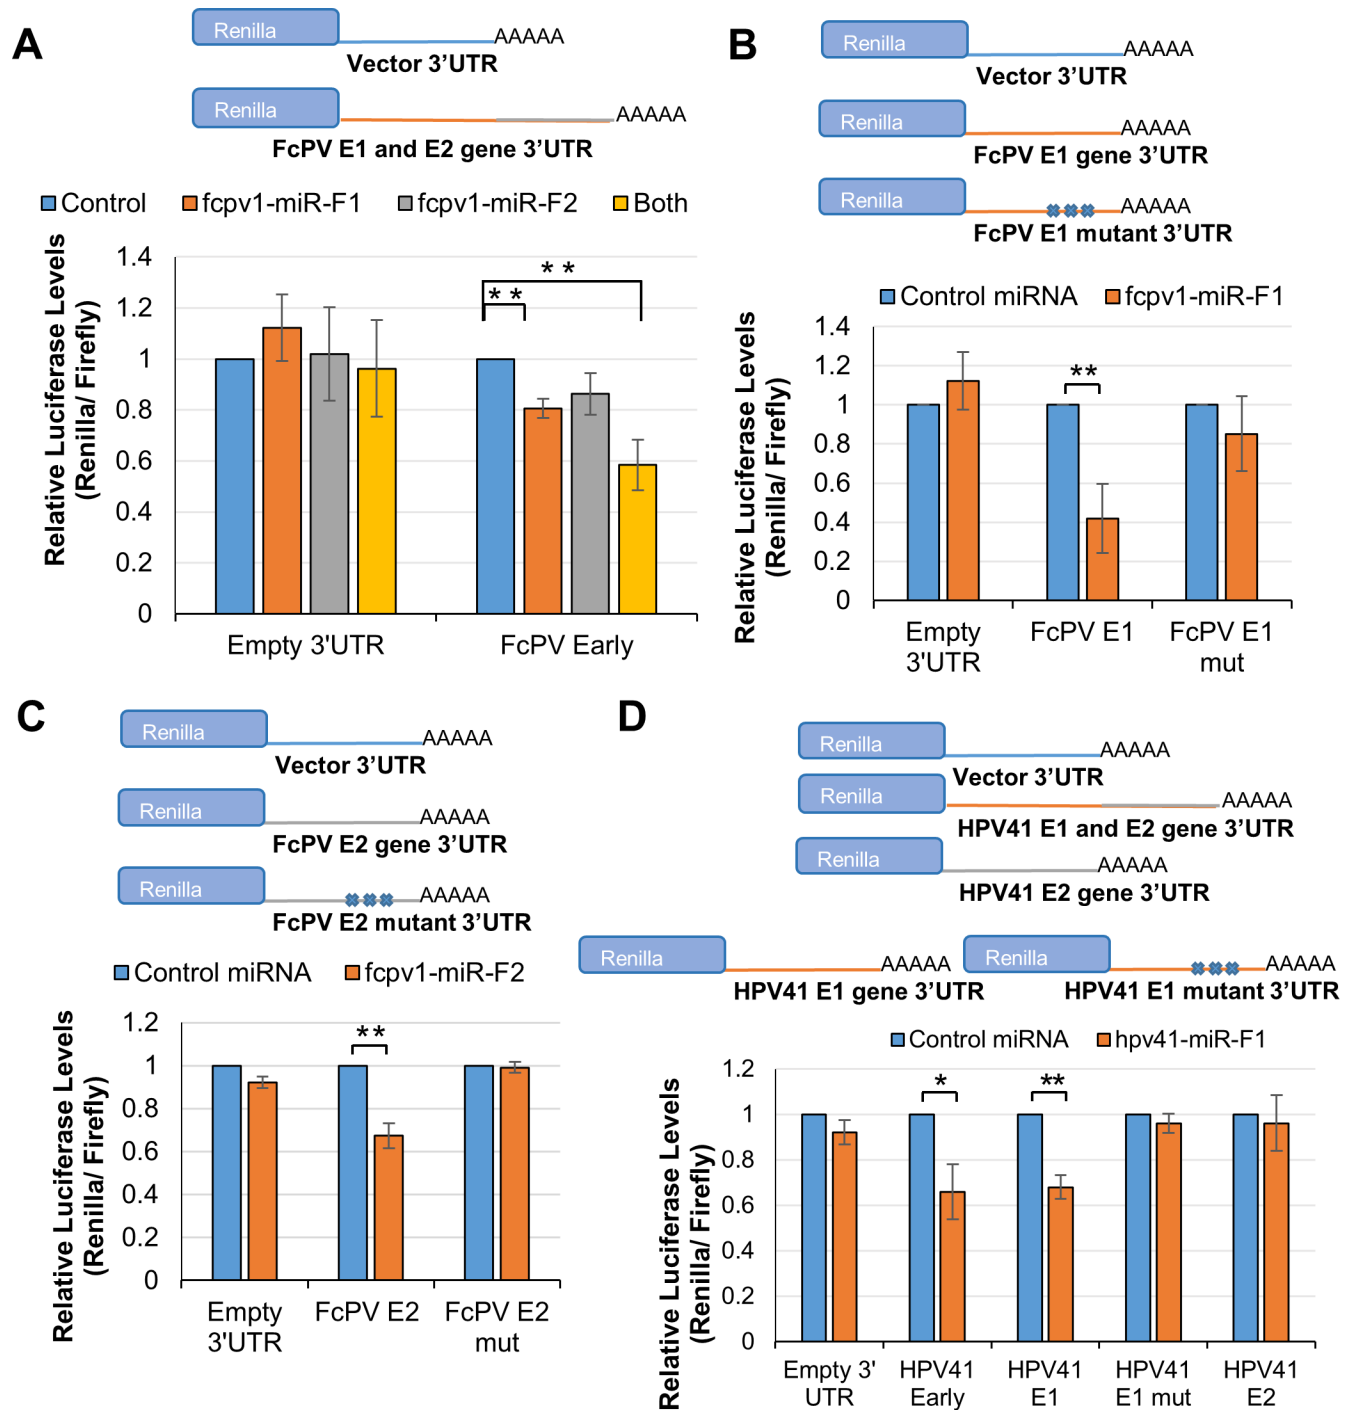 A
Renilla
AAAAA
Vector 3’UTR
Renilla
AAAAA
FcPV E1 and E2 gene 3’UTR
Control fcpv1-miR-F1 fcpv1-miR-F2 Both
Relative Luciferase Levels
(Renilla/ Firefly)
1.4
1.2
1
0.8
0.6
0.4
0.2
0
* *
* *
Empty 3'UTR
FcPV Early
B
Renilla
AAAAA
Vector 3’UTR
Renilla
AAAAA
FcPV E1 gene 3’UTR
Renilla
AAAAA
FcPV E1 mutant 3’UTR
Control miRNA fcpv1-miR-F1
Relative Luciferase Levels
(Renilla/ Firefly)
1.4
1.2
1
0.8
0.6
0.4
0.2
0
**
Empty
3'UTR
FcPV E1
FcPV E1
mut
C
Renilla
AAAAA
Vector 3’UTR
Renilla
AAAAA
FcPV E2 gene 3’UTR
Renilla
AAAAA
FcPV E2 mutant 3’UTR
Control miRNA fcpv1-miR-F2
Relative Luciferase Levels
(Renilla/ Firefly)
1.2
1
0.8
0.6
0.4
0.2
0
**
Empty
3'UTR
FcPV E2
FcPV E2
mut
D
Renilla
AAAAA
Vector 3’UTR
Renilla
AAAAA
HPV41 E1 and E2 gene 3’UTR
Renilla
AAAAA
HPV41 E2 gene 3’UTR
Renilla
AAAAA
HPV41 E1 gene 3’UTR
Renilla
AAAAA
HPV41 E1 mutant 3’UTR
Control miRNA hpv41-miR-F1
Relative Luciferase Levels
(Renilla/ Firefly)
1.2
1
0.8
0.6
0.4
0.2
0
*
**
Empty 3'
UTR
HPV41
Early
HPV41
E1
HPV41
E1 mut
HPV41
E2